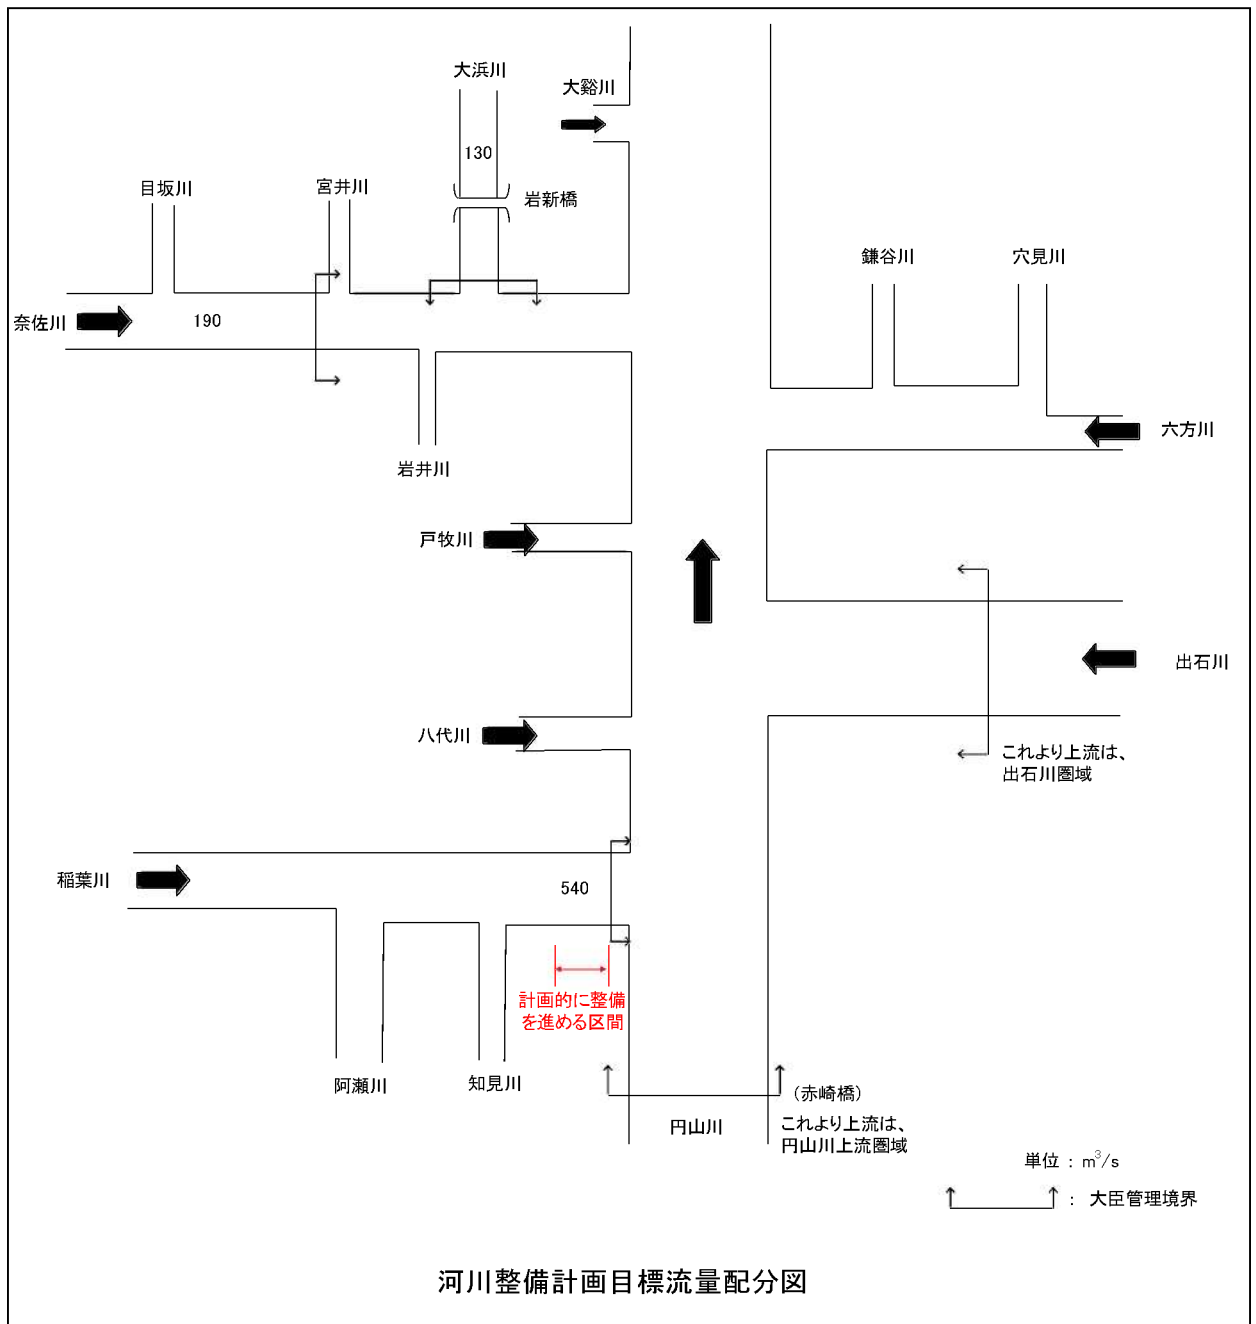 大浜川
大谿川
130
目坂川
宮井川
岩新橋
鎌谷川
穴見川
奈佐川
190
六方川
岩井川
戸牧川
出石川
八代川
これより上流は、
出石川圏域
稲葉川
540
計画的に整備
を進める区間
阿瀬川
知見川
(赤崎橋)
円山川
これより上流は、
円山川上流圏域
単位 : m³/s
: 大臣管理境界
河川整備計画目標流量配分図